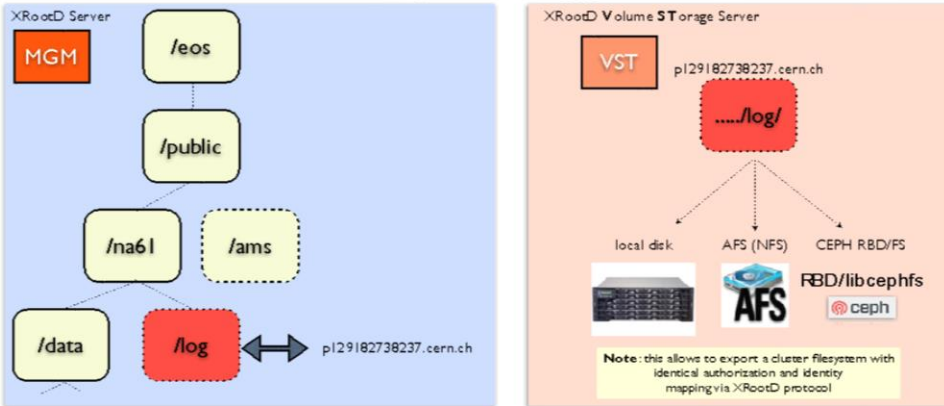 XRootD Server
MGM
/eos
/public
/na61
/ams
/data
/log
p129182738237.cern.ch
XRootD Volume STorage Server
VST
p129182738237.cern.ch
...../log/
local disk
AFS (NFS)
CEPH RBD/FS
AFS
RBD/libcephfs
ceph
Note: this allows to export a cluster filesystem with
identical authorization and identity
mapping via XRootD protocol